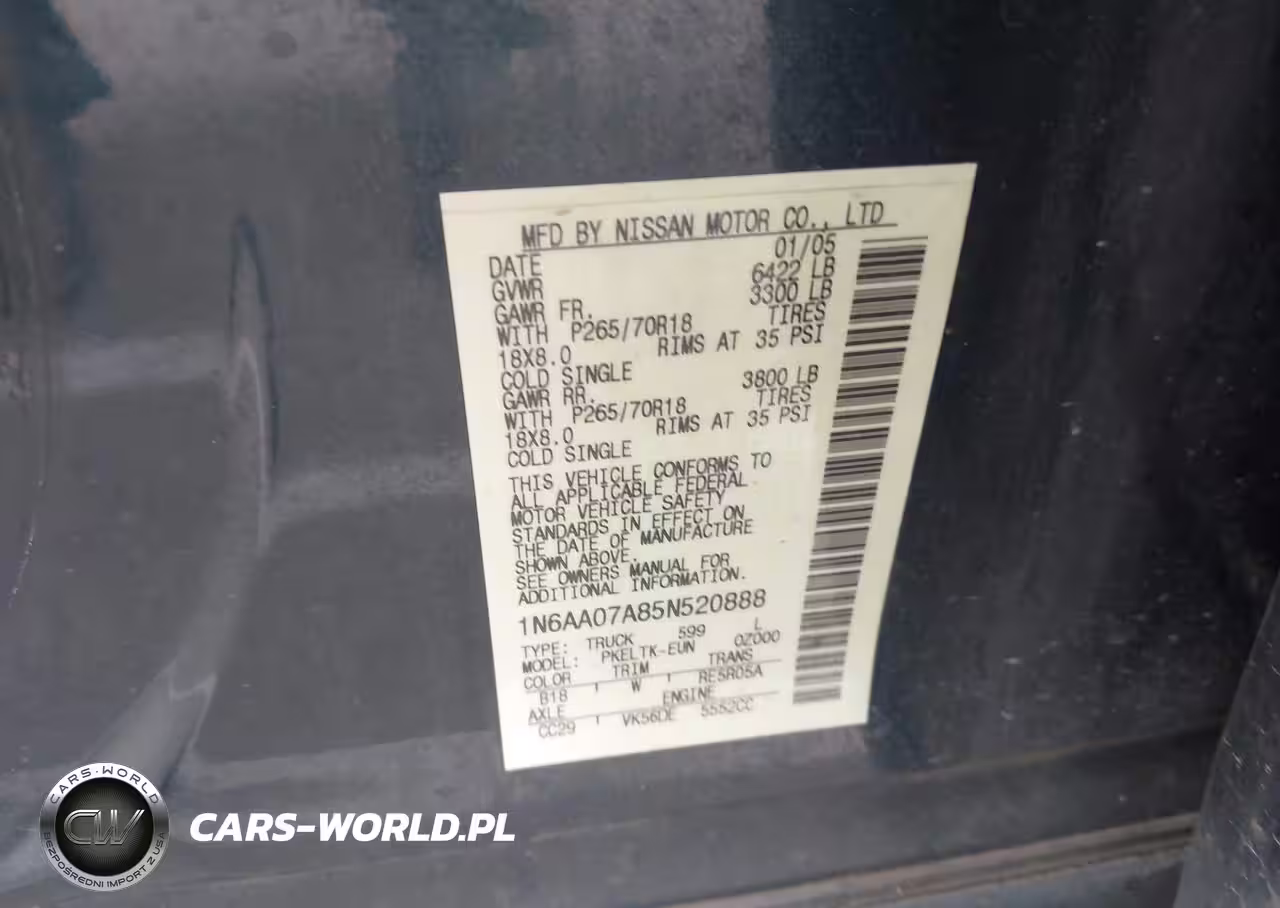 MFD BY NISSAN MOTOR CO., LTD
DATE 01/05
GVWR 6422 LB
GAWR FR. 3300 LB
WITH P265/70R18 TIRES
18X8.0 RIMS AT 35 PSI
COLD SINGLE
GAWR RR. 3800 LB
WITH P265/70R18 TIRES
18X8.0 RIMS AT 35 PSI
COLD SINGLE
THIS VEHICLE CONFORMS TO
ALL APPLICABLE FEDERAL
MOTOR VEHICLE SAFETY
STANDARDS IN EFFECT ON
THE DATE OF MANUFACTURE
SHOWN ABOVE.
SEE OWNERS MANUAL FOR
ADDITIONAL INFORMATION.
1N6AA07A85N520888
TYPE: TRUCK 599 L
MODEL: PKELTK-EUN 0Z000
COLOR TRIM TRANS
B18 W RE5R05A
AXLE ENGINE
CC29 VK56DE 5552CC
CARS-WORLD
CW
BEZPOŚREDNI IMPORT Z USA
CARS-WORLD.PL